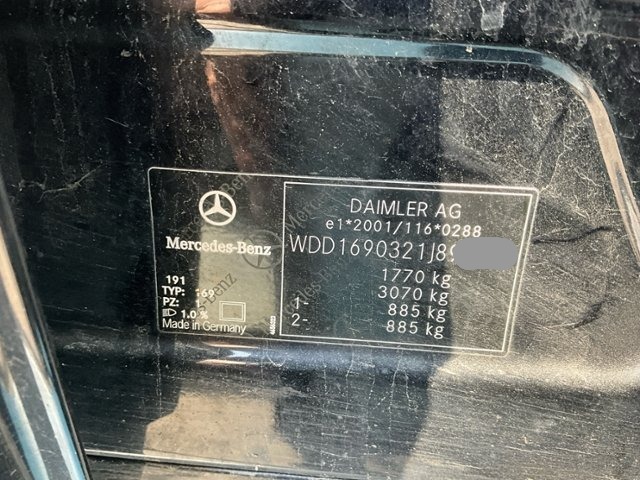 DAIMLER AG
e1*2001/116*0288
WDD1690321J8
1770 kg
3070 kg
1- 885 kg
2- 885 kg
Mercedes-Benz
191
TYP: 169
PZ:
1.0 %
Made in Germany